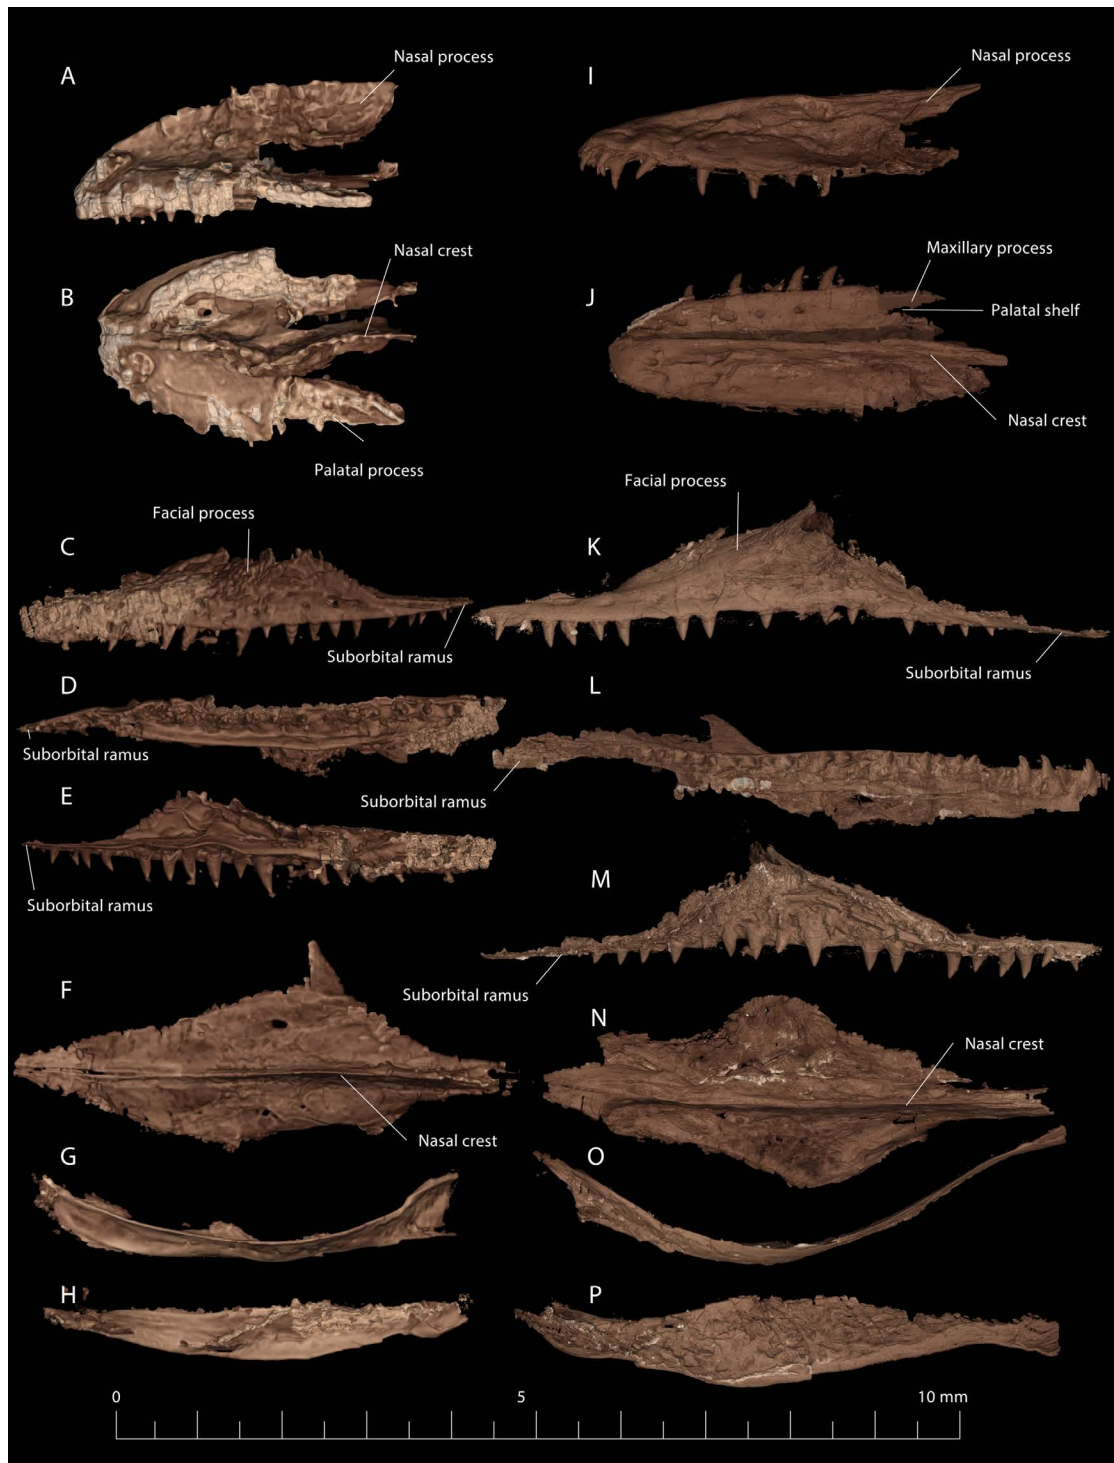 A
Nasal process
I
Nasal process
B
Nasal crest
Palatal process
J
Maxillary process
Palatal shelf
Nasal crest
C
Facial process
Suborbital ramus
K
Facial process
Suborbital ramus
D
Suborbital ramus
L
Suborbital ramus
E
Suborbital ramus
M
Suborbital ramus
F
Nasal crest
N
Nasal crest
G
O
H
P
0 5 10 mm